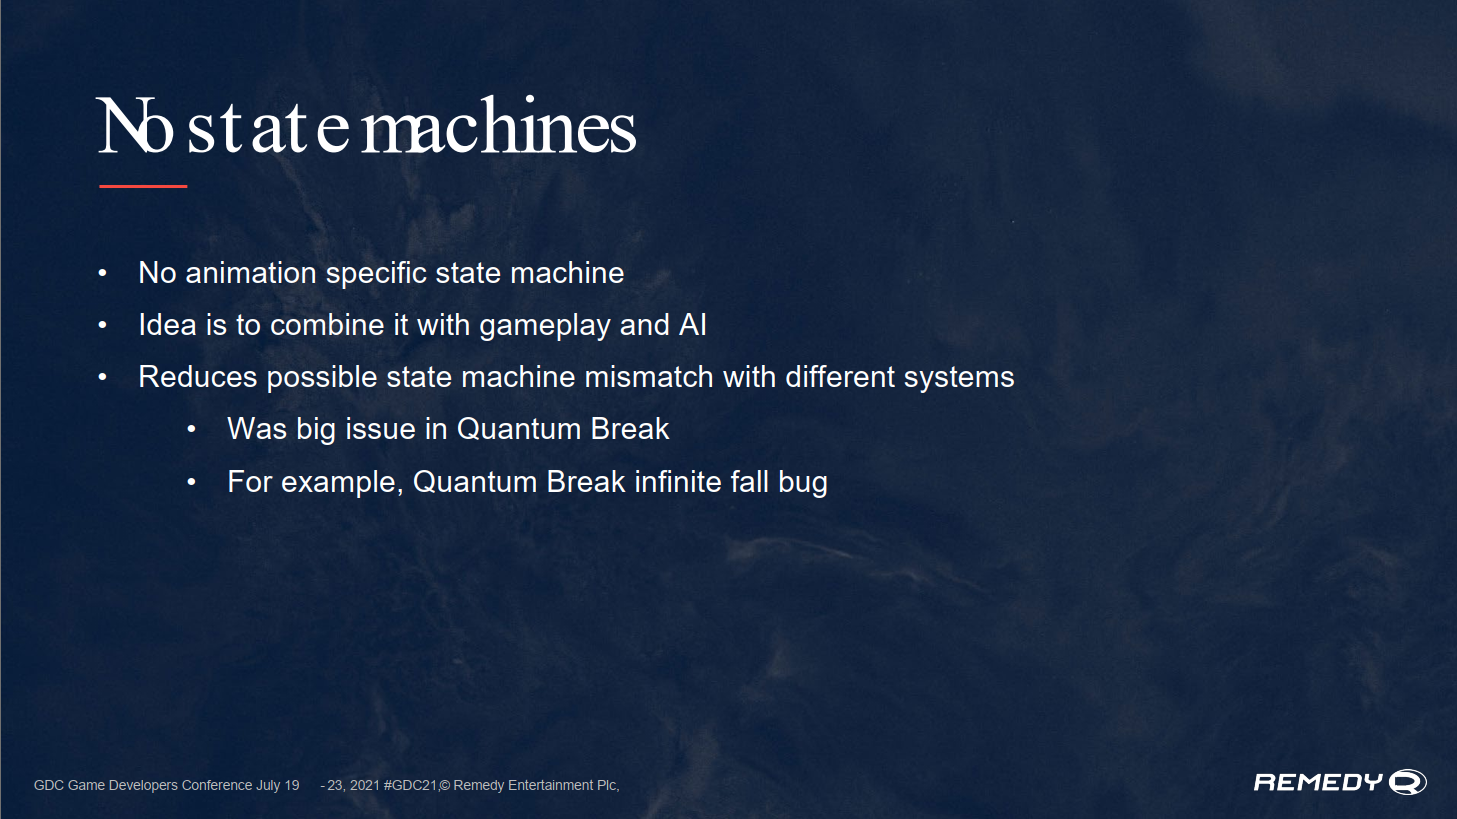 No state machines
• No animation specific state machine
• Idea is to combine it with gameplay and AI
• Reduces possible state machine mismatch with different systems
• Was big issue in Quantum Break
• For example, Quantum Break infinite fall bug
GDC Game Developers Conference July 19 - 23, 2021 #GDC21,© Remedy Entertainment Plc,
REMEDY